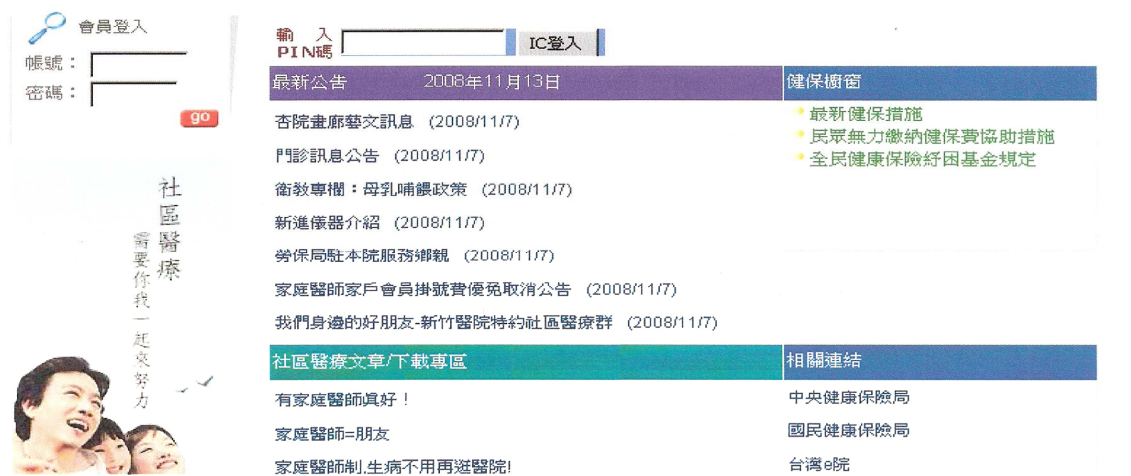 會員登入
帳號：
密碼：
go
社區醫療
需要你我一起來努力
輸 入
PIN碼
IC登入
最新公告 2008年11月13日
杏院畫廊藝文訊息 (2008/11/7)
門診訊息公告 (2008/11/7)
衛教專欄：母乳哺餵政策 (2008/11/7)
新進儀器介紹 (2008/11/7)
勞保局駐本院服務鄉親 (2008/11/7)
家庭醫師家戶會員掛號費優免取消公告 (2008/11/7)
我們身邊的好朋友-新竹醫院特約社區醫療群 (2008/11/7)
社區醫療文章/下載專區
有家庭醫師真好！
家庭醫師=朋友
家庭醫師制,生病不用再逛醫院!
健保櫥窗
最新健保措施
民眾無力繳納健保費協助措施
全民健康保險紓困基金規定
相關連結
中央健康保險局
國民健康保險局
台灣e院